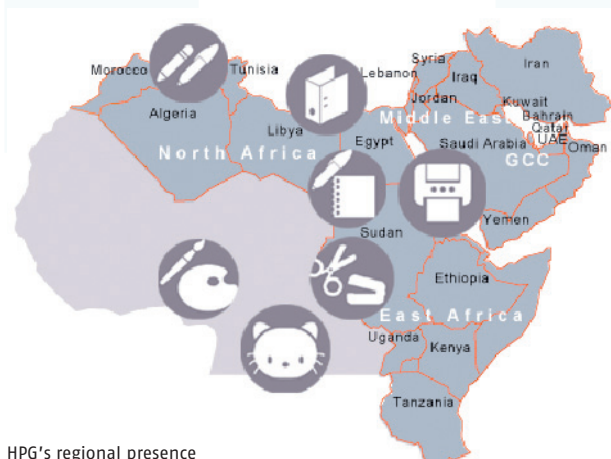 Morocco
Tunisia
Algeria
Libya
North Africa
Egypt
Lebanon
Syria
Iraq
Iran
Jordan
Kuwait
Middle East
Bahrain
Qatar
UAE
Oman
Saudi Arabia
GCC
Yemen
Sudan
Ethiopia
East Africa
Uganda
Kenya
Tanzania
HPG's regional presence